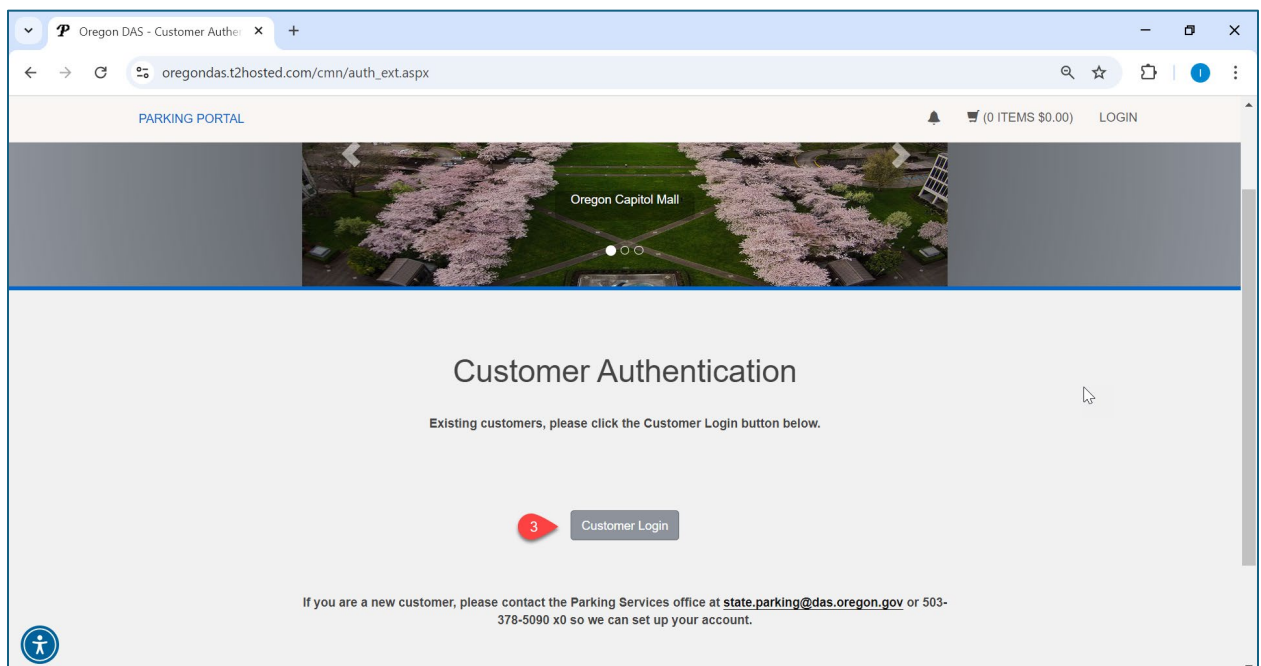 Oregon DAS - Customer Authe
oregondas.t2hosted.com/cmn/auth_ext.aspx
I
PARKING PORTAL
(0 ITEMS $0.00)
LOGIN
Oregon Capitol Mall
Customer Authentication
Existing customers, please click the Customer Login button below.
3
Customer Login
If you are a new customer, please contact the Parking Services office at state.parking@das.oregon.gov or 503-
378-5090 x0 so we can set up your account.